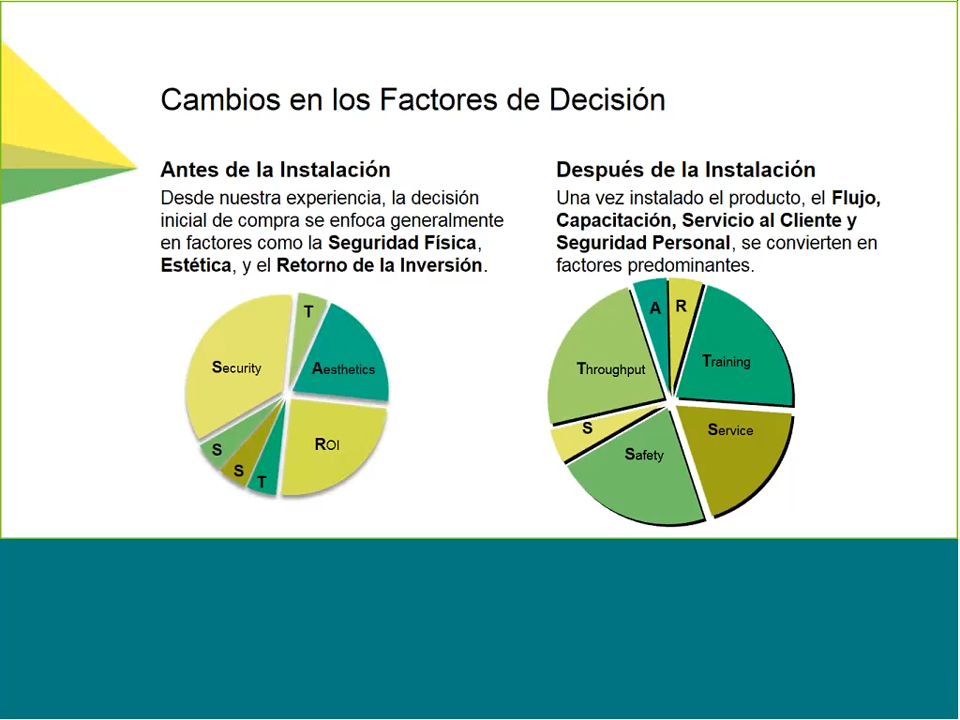 Cambios en los Factores de Decisión
Antes de la Instalación
Desde nuestra experiencia, la decisión
inicial de compra se enfoca generalmente
en factores como la Seguridad Física,
Estética, y el Retorno de la Inversión.
Después de la Instalación
Una vez instalado el producto, el Flujo,
Capacitación, Servicio al Cliente y
Seguridad Personal, se convierten en
factores predominantes.
T
Security
Aesthetics
ROI
S
S
T
A
R
Throughput
Training
S
Service
Safety